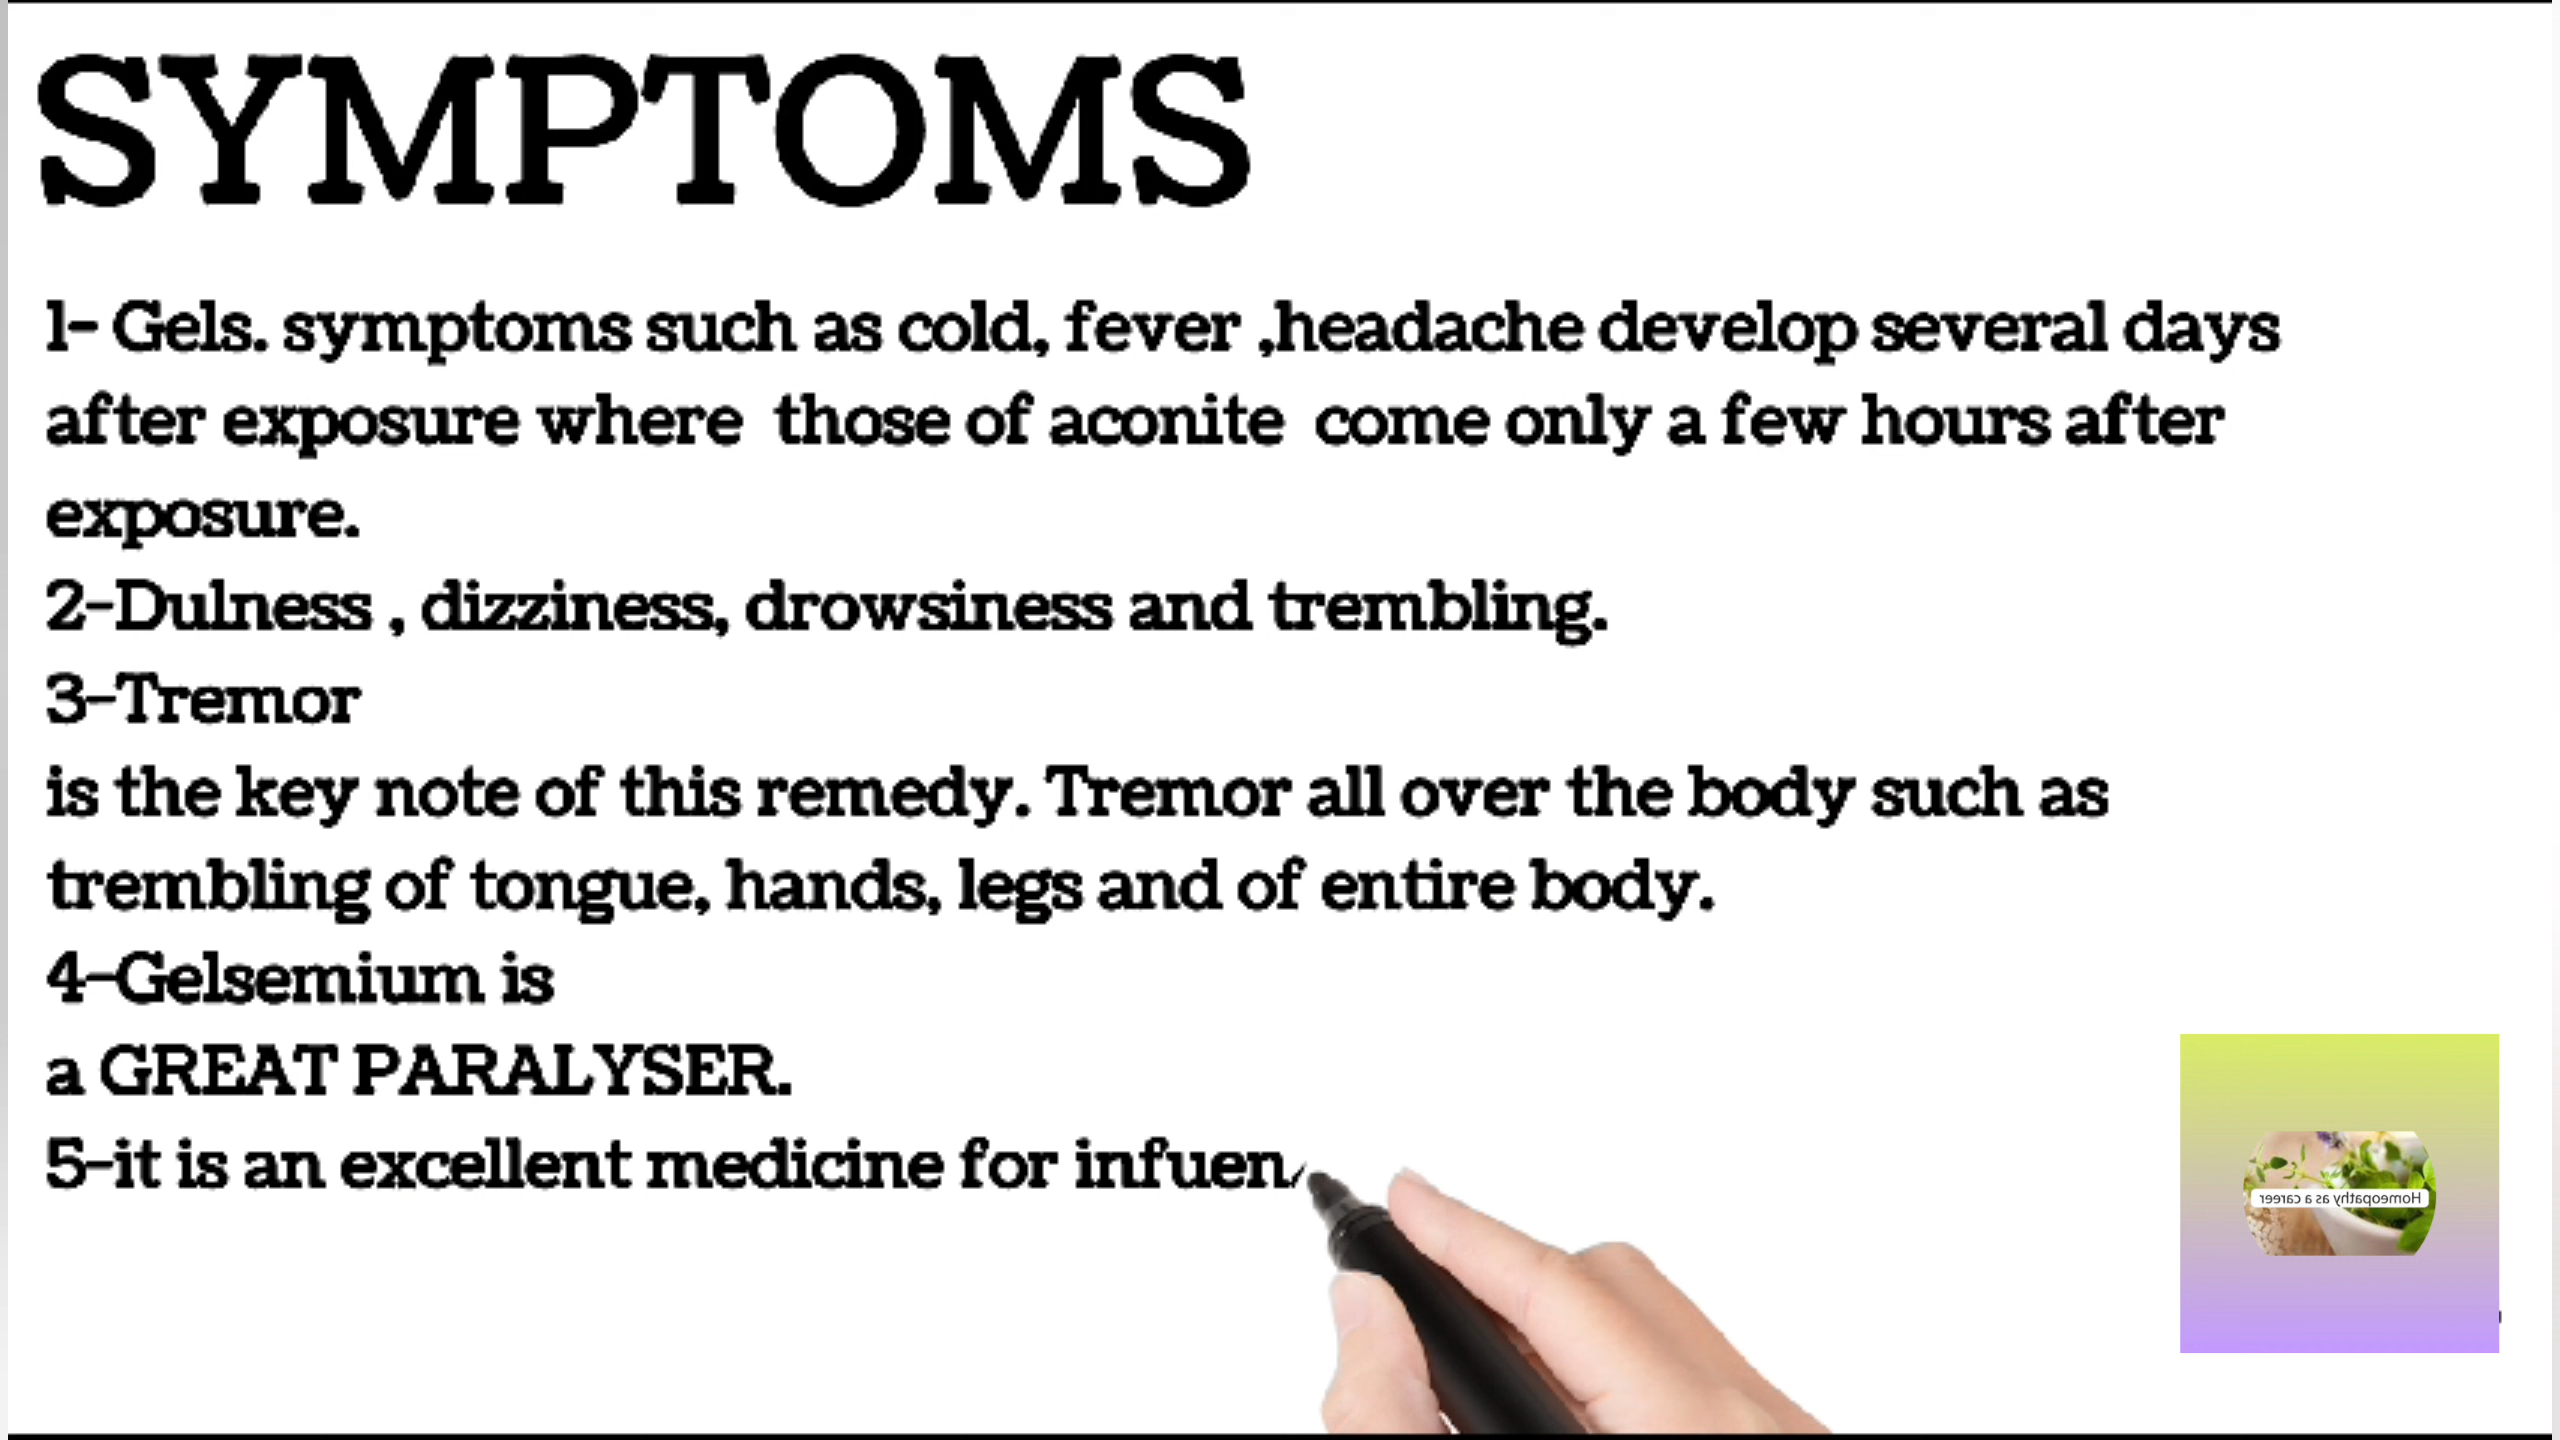 SYMPTOMS
1- Gels. symptoms such as cold, fever ,headache develop several days
after exposure where those of aconite come only a few hours after
exposure.
2-Dulness , dizziness, drowsiness and trembling.
3-Tremor
is the key note of this remedy. Tremor all over the body such as
trembling of tongue, hands, legs and of entire body.
4-Gelsemium is
a GREAT PARALYSER.
5-it is an excellent medicine for infuen
Homeopathy as a career